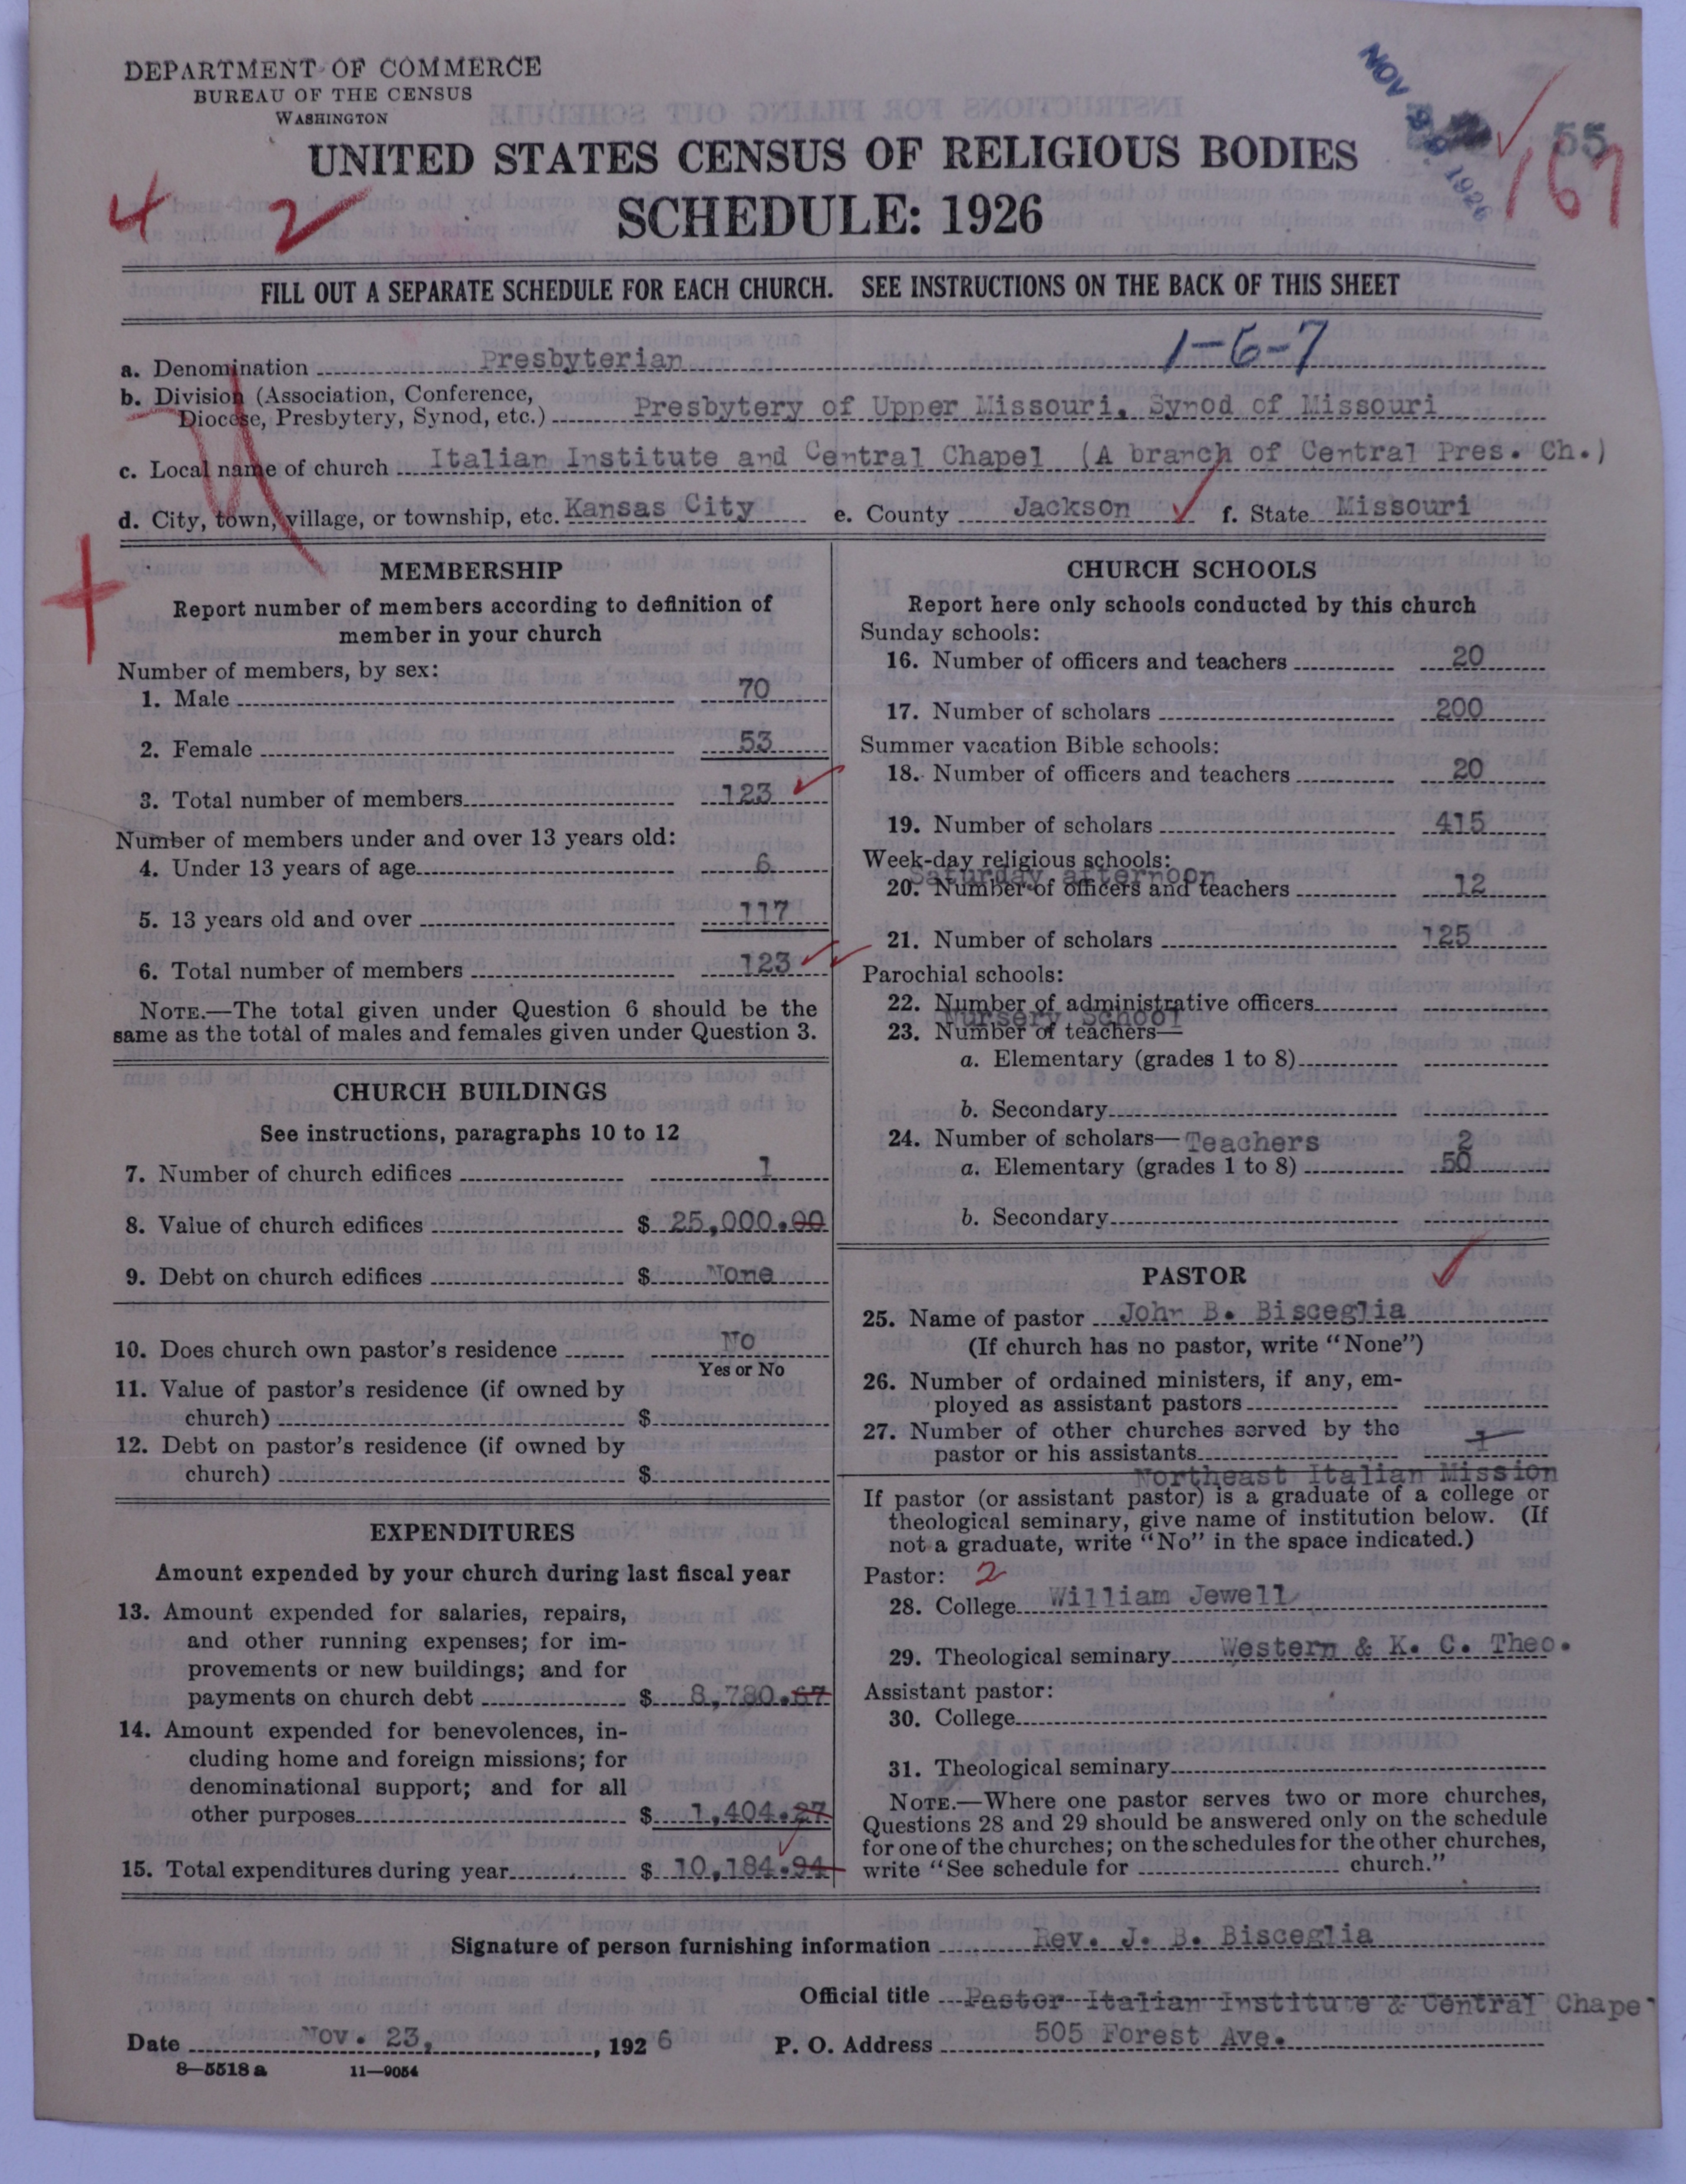 DEPARTMENT OF COMMERCE
BUREAU OF THE CENSUS
WASHINGTON
UNITED STATES CENSUS OF RELIGIOUS BODIES
SCHEDULE: 1926
NOV 1926
55
167
4 2
FILL OUT A SEPARATE SCHEDULE FOR EACH CHURCH. SEE INSTRUCTIONS ON THE BACK OF THIS SHEET
1-6-7
a. Denomination Presbyterian
b. Division (Association, Conference,
Diocese, Presbytery, Synod, etc.) Presbytery of Upper Missouri, Synod of Missouri
c. Local name of church Italian Institute and Central Chapel (A branch of Central Pres. Ch.)
d. City, town, village, or township, etc. Kansas City e. County Jackson f. State Missouri
MEMBERSHIP
Report number of members according to definition of
member in your church
Number of members, by sex:
1. Male 70
2. Female 53
3. Total number of members 123
Number of members under and over 13 years old:
4. Under 13 years of age 6
5. 13 years old and over 117
6. Total number of members 123
NOTE.—The total given under Question 6 should be the
same as the total of males and females given under Question 3.
CHURCH BUILDINGS
See instructions, paragraphs 10 to 12
7. Number of church edifices 1
8. Value of church edifices $ 25,000.00
9. Debt on church edifices $ None
10. Does church own pastor's residence No
Yes or No
11. Value of pastor's residence (if owned by
church) $
12. Debt on pastor's residence (if owned by
church) $
EXPENDITURES
Amount expended by your church during last fiscal year
13. Amount expended for salaries, repairs,
and other running expenses; for im-
provements or new buildings; and for
payments on church debt $ 8,780.67
14. Amount expended for benevolences, in-
cluding home and foreign missions; for
denominational support; and for all
other purposes $ 1,404.27
15. Total expenditures during year $ 10,184.94
CHURCH SCHOOLS
Report here only schools conducted by this church
Sunday schools:
16. Number of officers and teachers 20
17. Number of scholars 200
Summer vacation Bible schools:
18. Number of officers and teachers 20
19. Number of scholars 415
Week-day religious schools:
Saturday afternoon
20. Number of officers and teachers 12
21. Number of scholars 125
Parochial schools:
22. Number of administrative officers
Nursery School
23. Number of teachers—
a. Elementary (grades 1 to 8)
b. Secondary
24. Number of scholars— Teachers 2
a. Elementary (grades 1 to 8) 50
b. Secondary
PASTOR
25. Name of pastor John B. Bisceglia
(If church has no pastor, write "None")
26. Number of ordained ministers, if any, em-
ployed as assistant pastors
27. Number of other churches served by the
pastor or his assistants 1
Northeast Italian Mission
If pastor (or assistant pastor) is a graduate of a college or
theological seminary, give name of institution below. (If
not a graduate, write "No" in the space indicated.)
Pastor: 2
28. College William Jewell
29. Theological seminary Western & K. C. Theo.
Assistant pastor:
30. College
31. Theological seminary
NOTE.—Where one pastor serves two or more churches,
Questions 28 and 29 should be answered only on the schedule
for one of the churches; on the schedules for the other churches,
write "See schedule for church."
Signature of person furnishing information Rev. J. B. Bisceglia
Official title Pastor Italian Institute & Central Chape
Date Nov. 23, 1926 P. O. Address 505 Forest Ave.
8—5518 a 11—9054